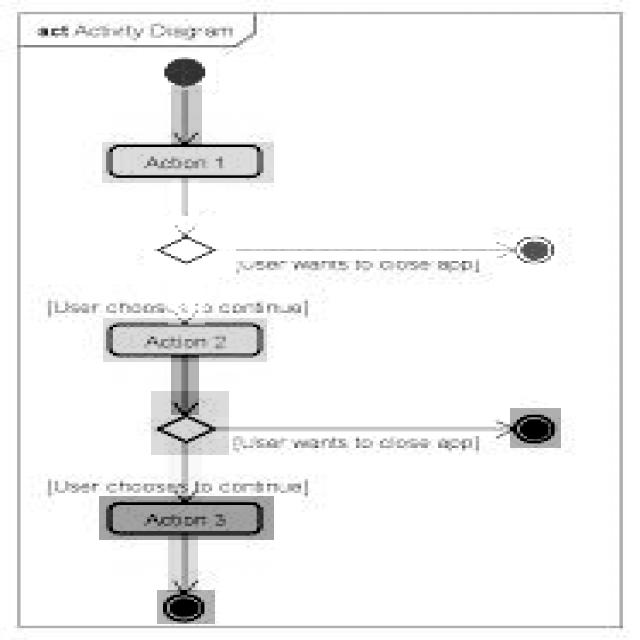 act Activity Diagram
Action 1
[User wants to close app]
[User chooses to continue]
Action 2
[User wants to close app]
[User chooses to continue]
Action 3